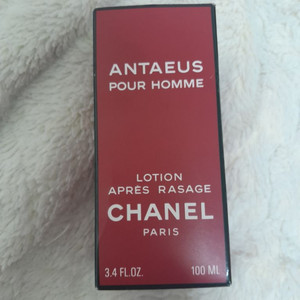 ANTAEUS
POUR HOMME
LOTION
APRÈS RASAGE
CHANEL
PARIS
3.4 FL.OZ. 100 ML